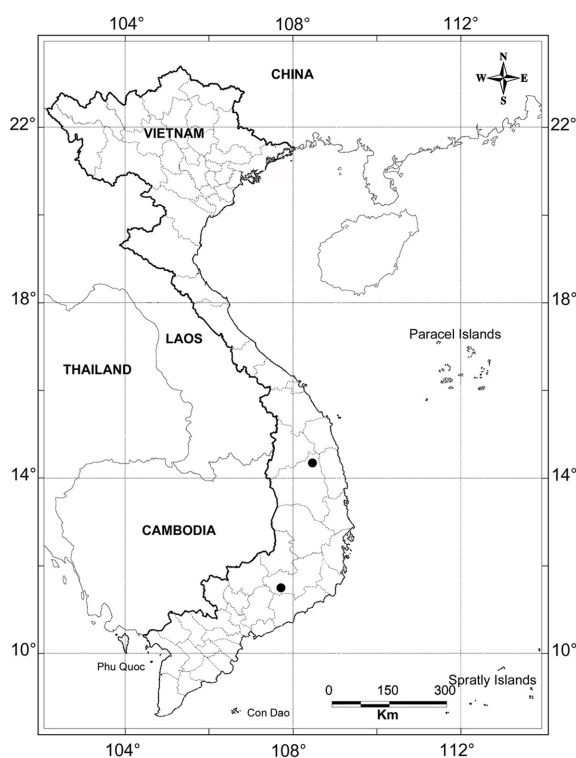 104° 108° 112°
N
W E
S
CHINA
22° VIETNAM 22°
18° 18°
Paracel Islands
LAOS
THAILAND
14° 14°
CAMBODIA
10° 10°
Phu Quoc
Spratly Islands
0 150 300
Km
Con Dao
104° 108° 112°